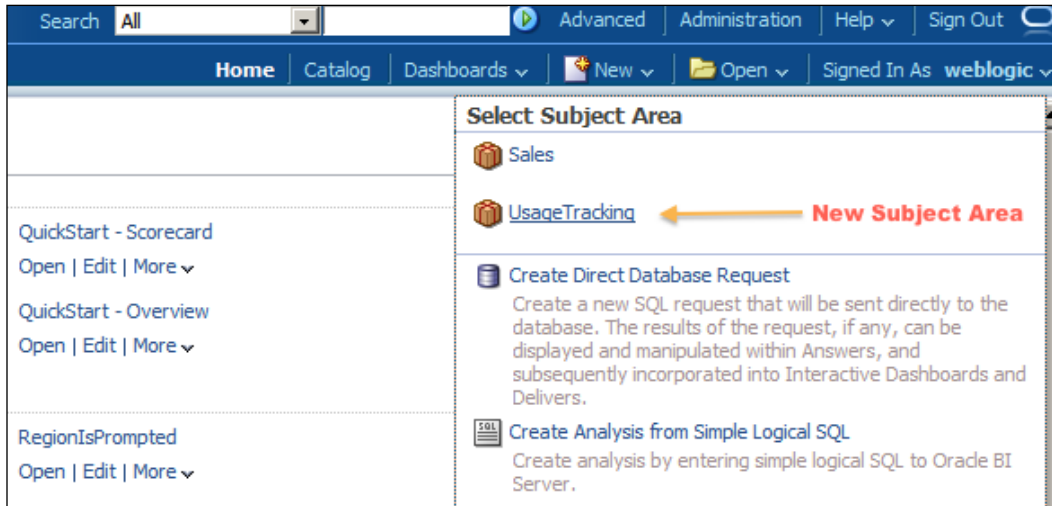 Search All Advanced Administration Help Sign Out
Home Catalog Dashboards New Open Signed In As weblogic
Select Subject Area
Sales
UsageTracking New Subject Area
QuickStart - Scorecard
Open | Edit | More
QuickStart - Overview
Open | Edit | More
RegionIsPrompted
Open | Edit | More
Create Direct Database Request
Create a new SQL request that will be sent directly to the
database. The results of the request, if any, can be
displayed and manipulated within Answers, and
subsequently incorporated into Interactive Dashboards and
Delivers.
SQL Create Analysis from Simple Logical SQL
Create analysis by entering simple logical SQL to Oracle BI
Server.